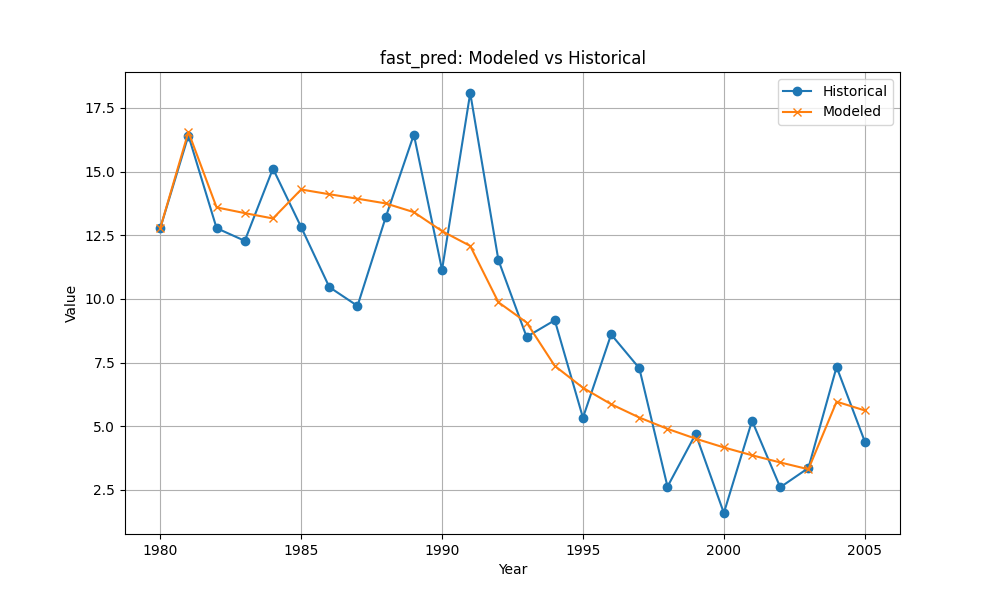 fast_pred: Modeled vs Historical
Historical
Modeled
17.5
15.0
12.5
10.0
7.5
5.0
2.5
Value
1980
1985
1990
1995
2000
2005
Year